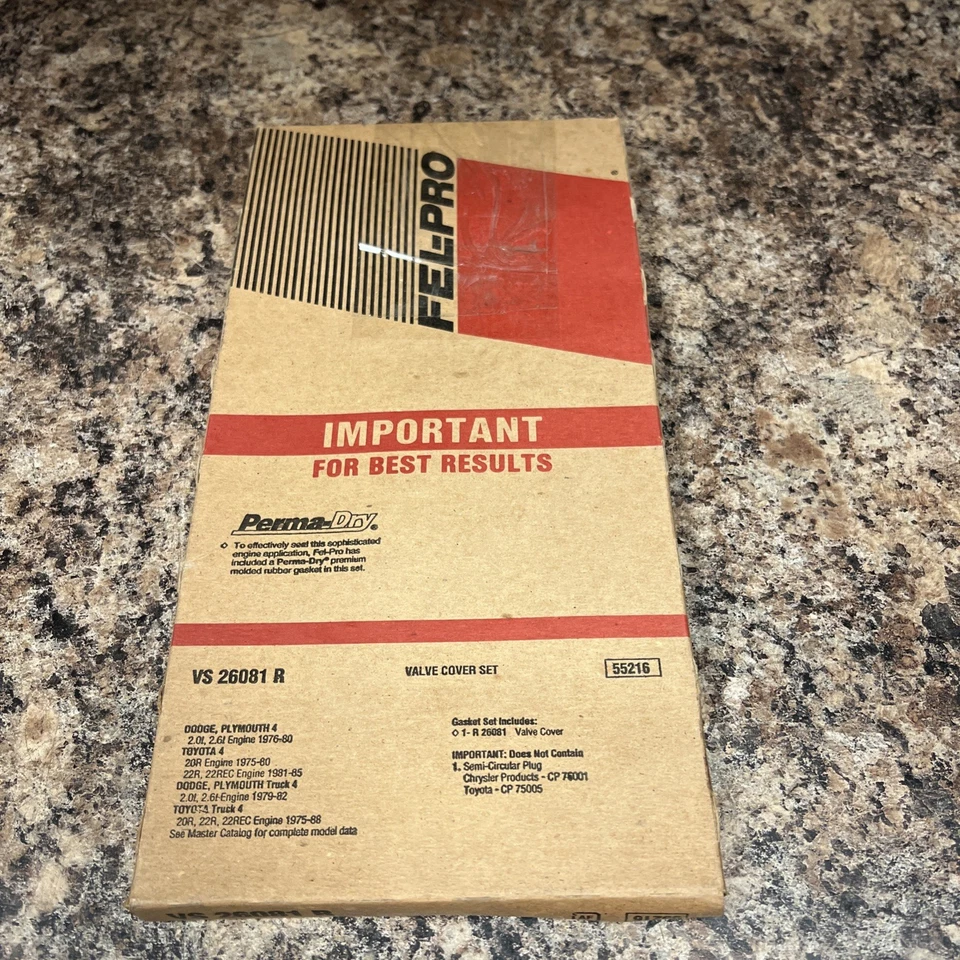 FEL-PRO
IMPORTANT
FOR BEST RESULTS
Perma-Dry®
◇ To effectively seal this sophisticated
engine application, Fel-Pro has
included a Perma-Dry® premium
molded rubber gasket in this set.
VS 26081 R
VALVE COVER SET
55216
DODGE, PLYMOUTH 4
2.0ℓ, 2.6ℓ Engine 1976-80
TOYOTA 4
20R Engine 1975-80
22R, 22REC Engine 1981-85
DODGE, PLYMOUTH Truck 4
2.0ℓ, 2.6ℓ Engine 1979-82
TOYOTA Truck 4
20R, 22R, 22REC Engine 1975-88
See Master Catalog for complete model data
Gasket Set Includes:
◇ 1- R 26081 Valve Cover
IMPORTANT: Does Not Contain
1. Semi-Circular Plug
Chrysler Products - CP 76001
Toyota - CP 75005
VS 26081 R